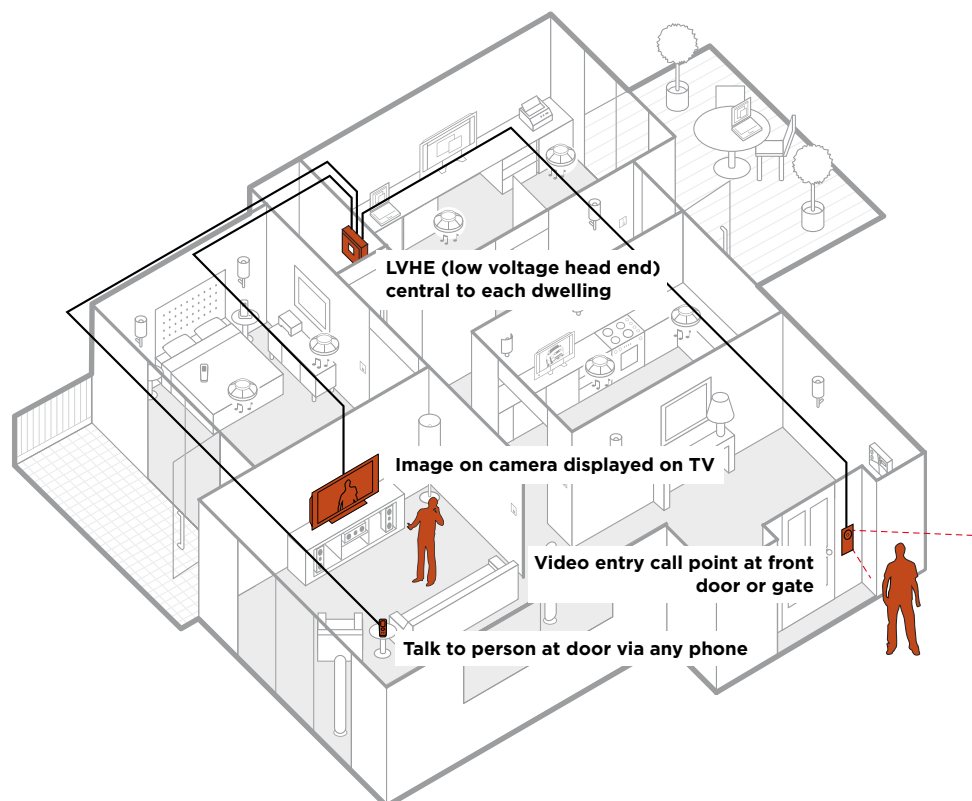 LVHE (low voltage head end)
central to each dwelling
Image on camera displayed on TV
Video entry call point at front
door or gate
Talk to person at door via any phone